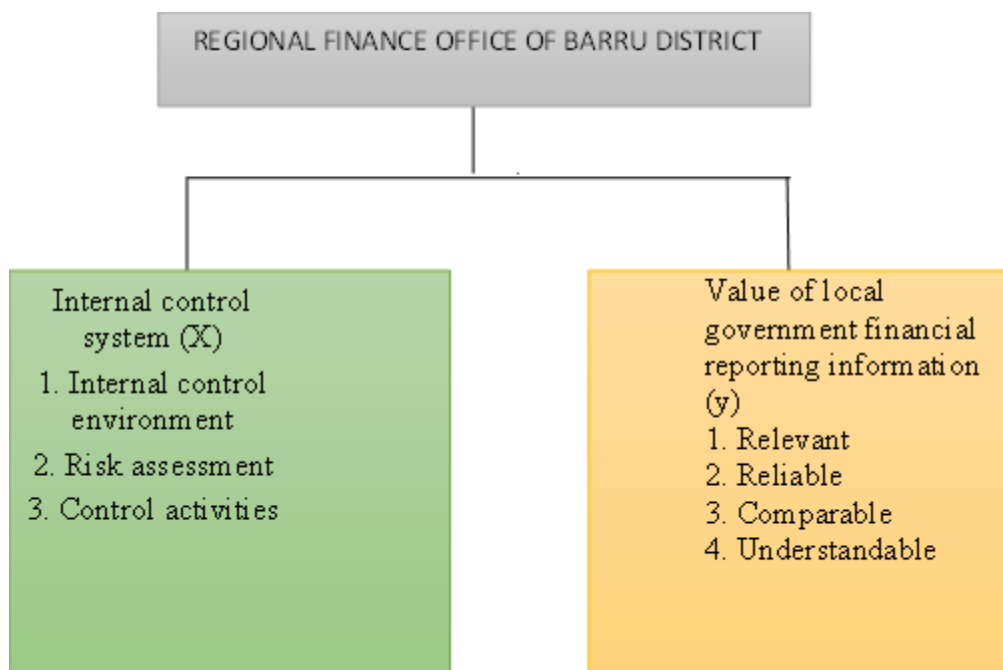 REGIONAL FINANCE OFFICE OF BARRU DISTRICT
Internal control
system (X)
1. Internal control
environment
2. Risk assessment
3. Control activities
Value of local
government financial
reporting information
(y)
1. Relevant
2. Reliable
3. Comparable
4. Understandable